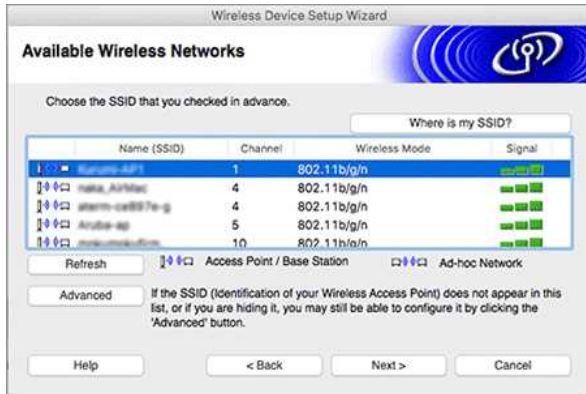 Wireless Device Setup Wizard
Available Wireless Networks
Choose the SSID that you checked in advance.
Where is my SSID?
Name (SSID) Channel Wireless Mode Signal
1 802.11b/g/n
4 802.11b/g/n
4 802.11b/g/n
5 802.11b/g/n
10 802.11b/g/n
Refresh Access Point / Base Station Ad-hoc Network
Advanced If the SSID (Identification of your Wireless Access Point) does not appear in this
list, or if you are hiding it, you may still be able to configure it by clicking the
'Advanced' button.
Help < Back Next > Cancel